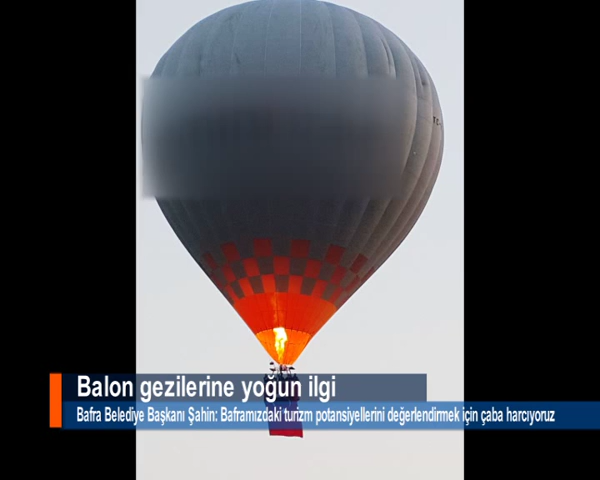 Balon gezilerine yoğun ilgi
Bafra Belediye Başkanı Şahin: Baframızdaki turizm potansiyellerini değerlendirmek için çaba harcıyoruz